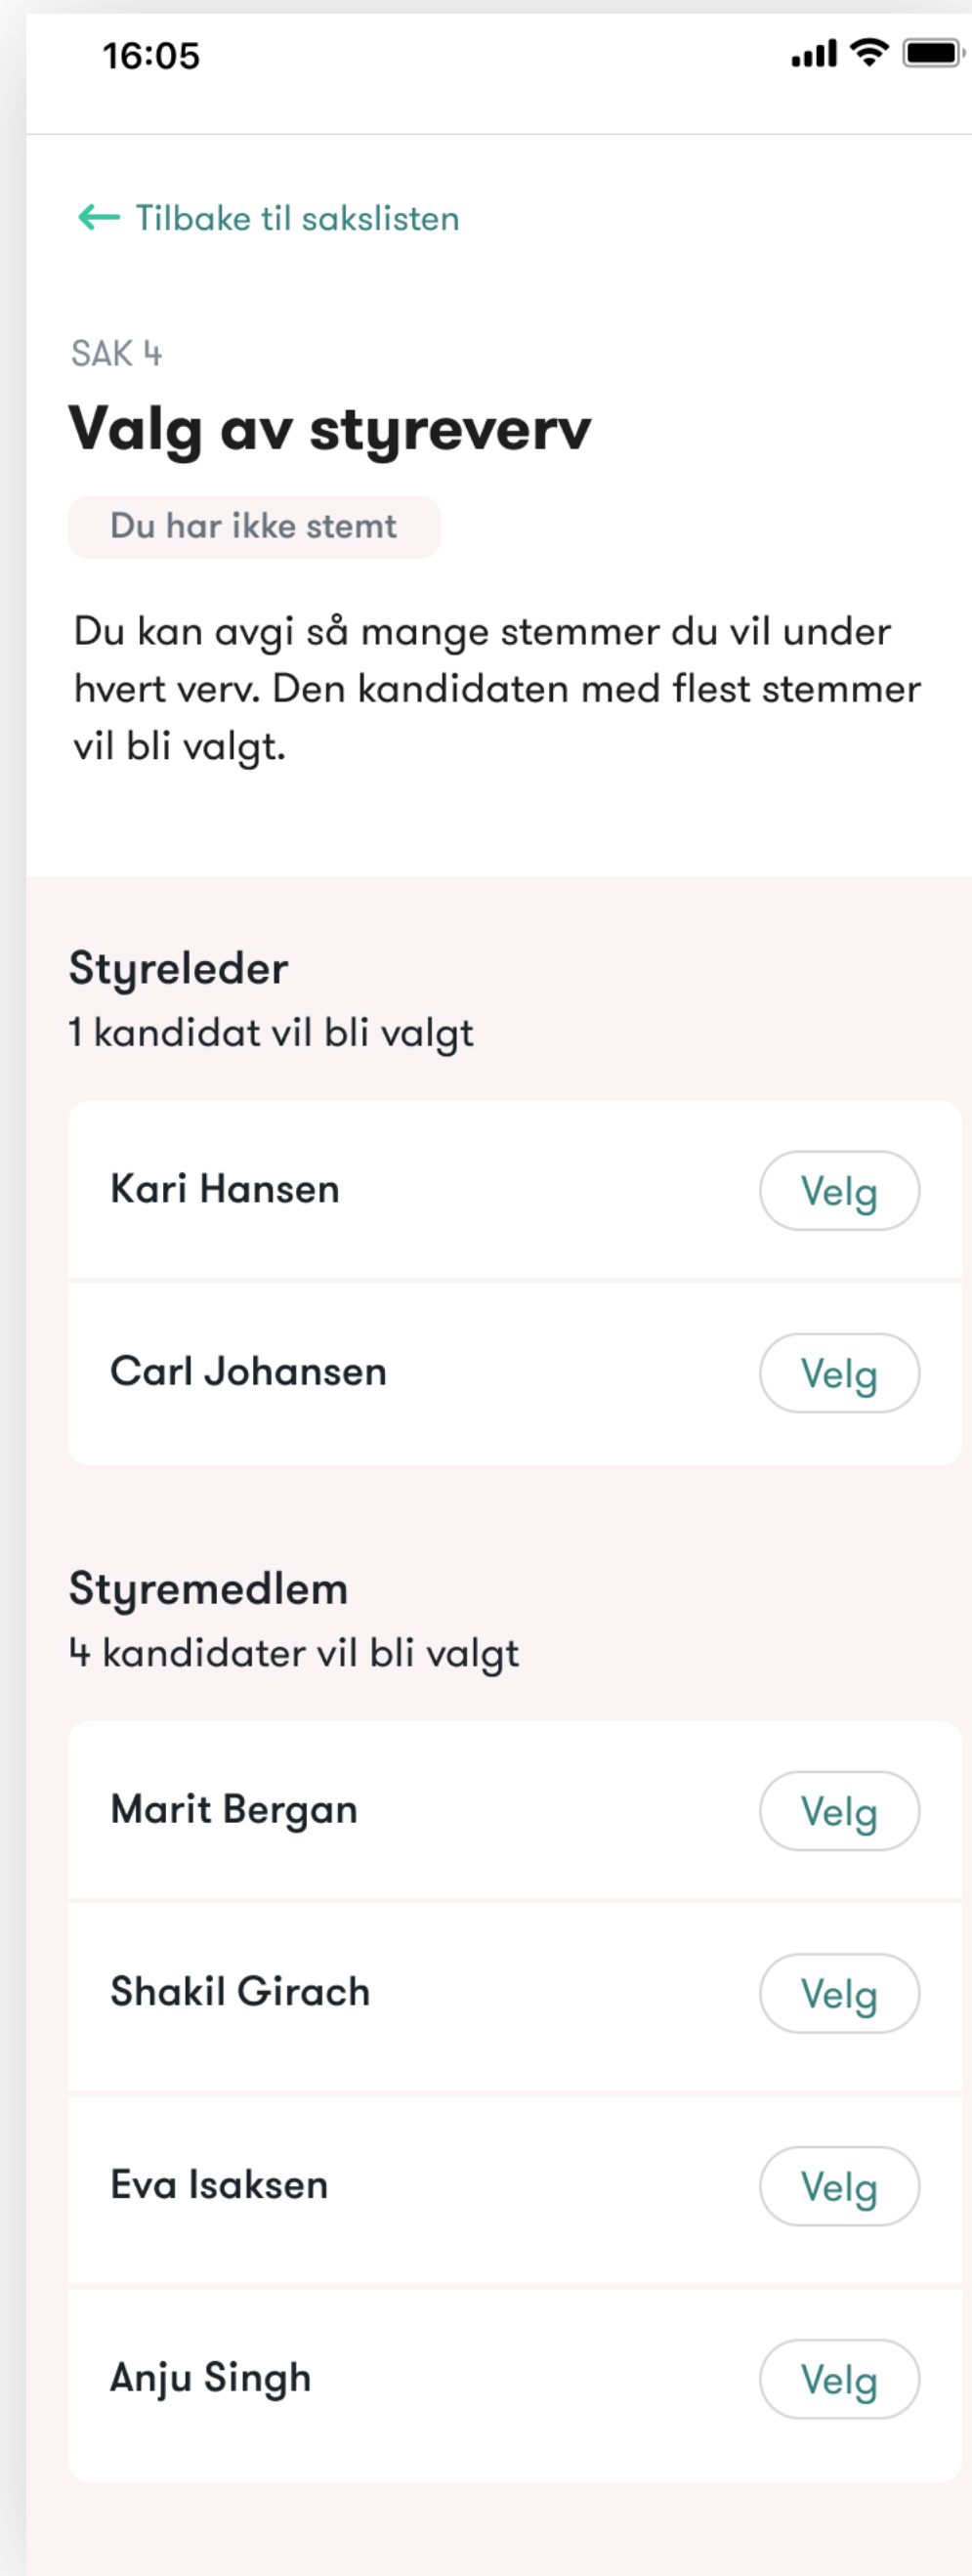 16:05
← Tilbake til sakslisten
SAK 4
Valg av styreverv
Du har ikke stemt
Du kan avgi så mange stemmer du vil under
hvert verv. Den kandidaten med flest stemmer
vil bli valgt.
Styreleder
1 kandidat vil bli valgt
Kari Hansen Velg
Carl Johansen Velg
Styremedlem
4 kandidater vil bli valgt
Marit Bergan Velg
Shakil Girach Velg
Eva Isaksen Velg
Anju Singh Velg